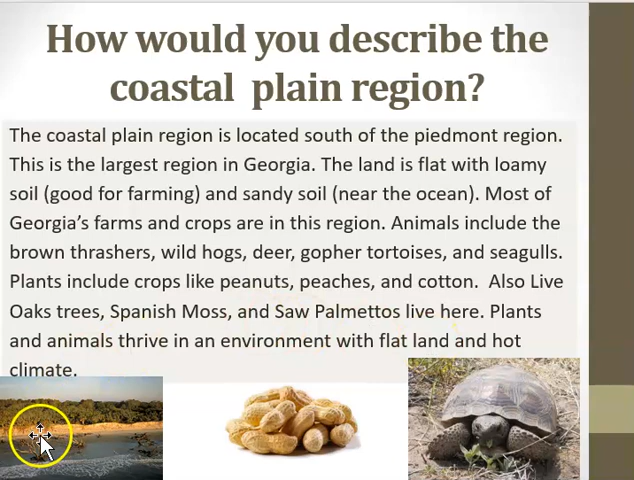 How would you describe the
coastal plain region?
The coastal plain region is located south of the piedmont region.
This is the largest region in Georgia. The land is flat with loamy
soil (good for farming) and sandy soil (near the ocean). Most of
Georgia’s farms and crops are in this region. Animals include the
brown thrashers, wild hogs, deer, gopher tortoises, and seagulls.
Plants include crops like peanuts, peaches, and cotton. Also Live
Oaks trees, Spanish Moss, and Saw Palmettos live here. Plants
and animals thrive in an environment with flat land and hot
climate.